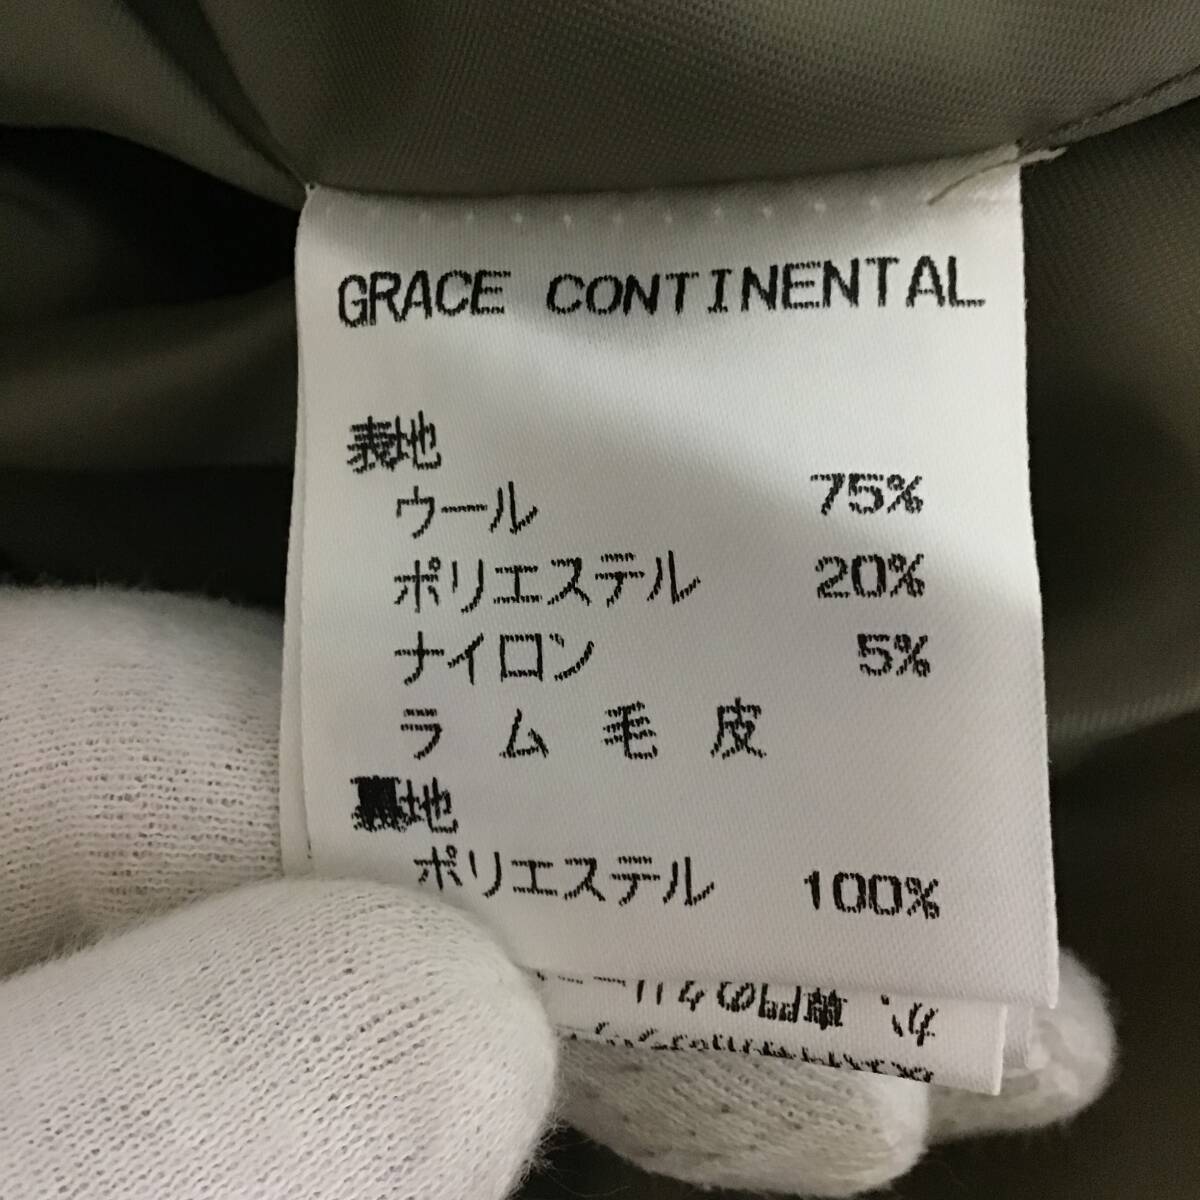 GRACE CONTINENTAL
表地
ウール 75%
ポリエステル 20%
ナイロン 5%
ラム毛皮
裏地
ポリエステル 100%